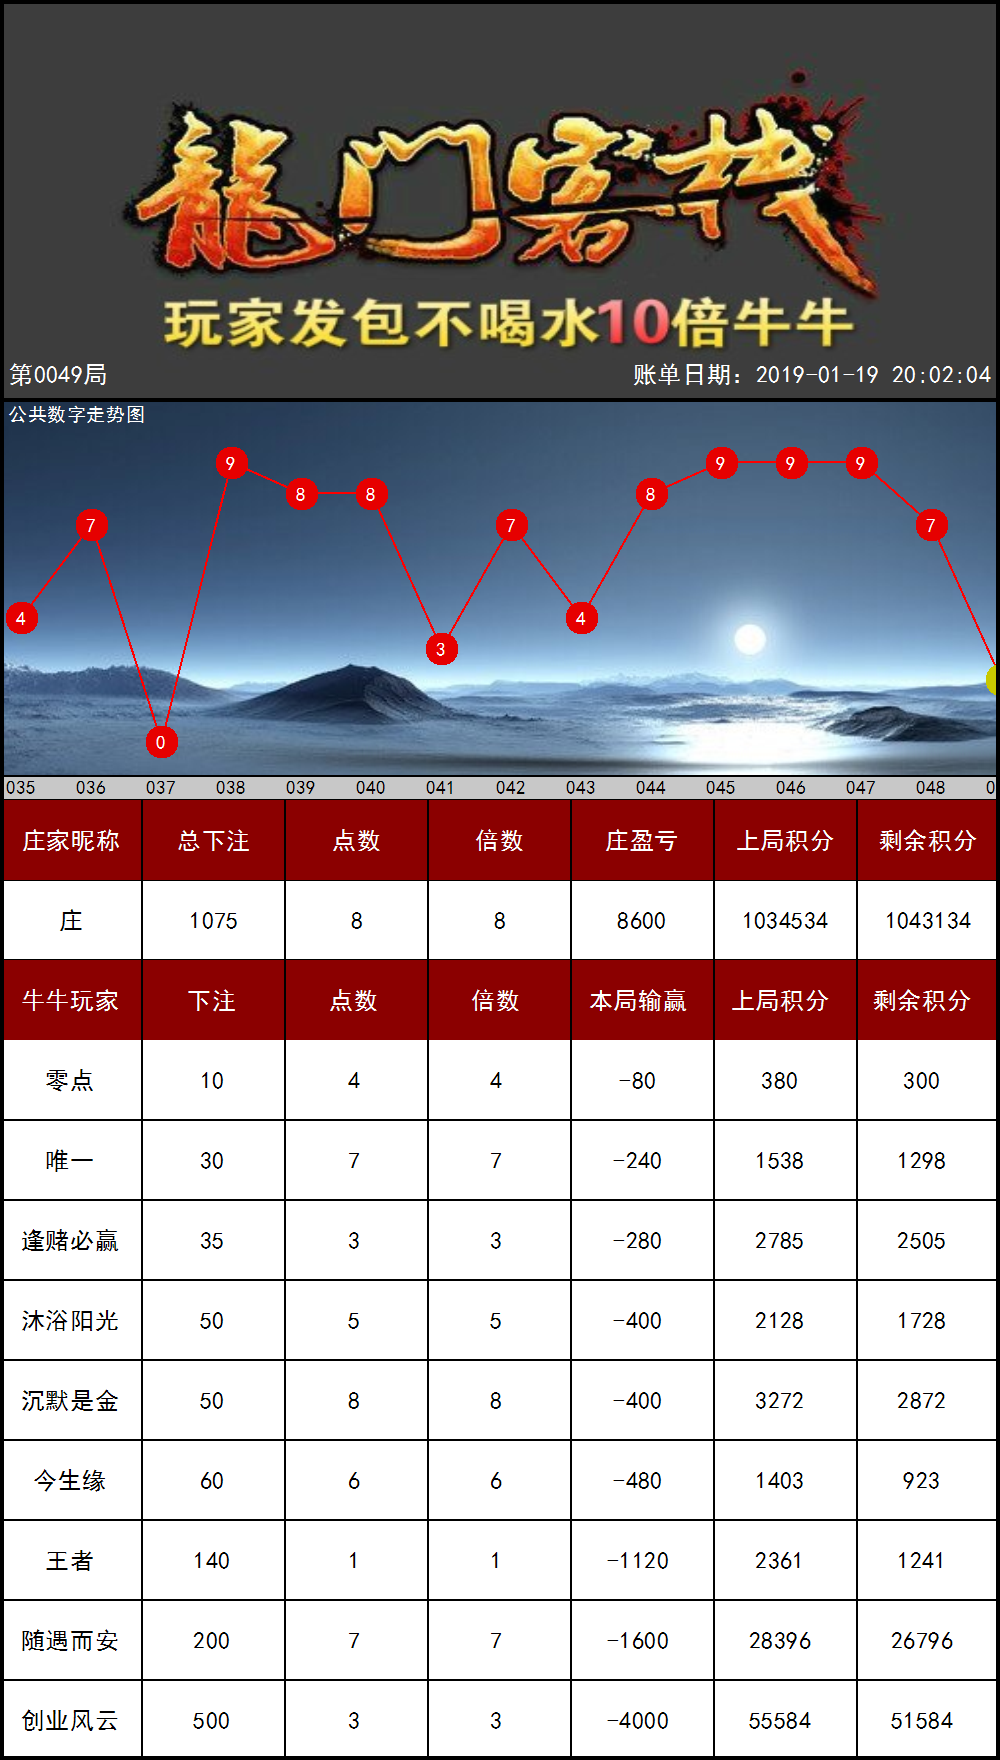 龍门客栈
玩家发包不喝水10倍牛牛
第0049局 账单日期：2019-01-19 20:02:04
公共数字走势图
4 7 0 9 8 8 3 7 4 8 9 9 9 7
035 036 037 038 039 040 041 042 043 044 045 046 047 048 0
庄家昵称 总下注 点数 倍数 庄盈亏 上局积分 剩余积分
庄 1075 8 8 8600 1034534 1043134
牛牛玩家 下注 点数 倍数 本局输赢 上局积分 剩余积分
零点 10 4 4 -80 380 300
唯一 30 7 7 -240 1538 1298
逢赌必赢 35 3 3 -280 2785 2505
沐浴阳光 50 5 5 -400 2128 1728
沉默是金 50 8 8 -400 3272 2872
今生缘 60 6 6 -480 1403 923
王者 140 1 1 -1120 2361 1241
随遇而安 200 7 7 -1600 28396 26796
创业风云 500 3 3 -4000 55584 51584